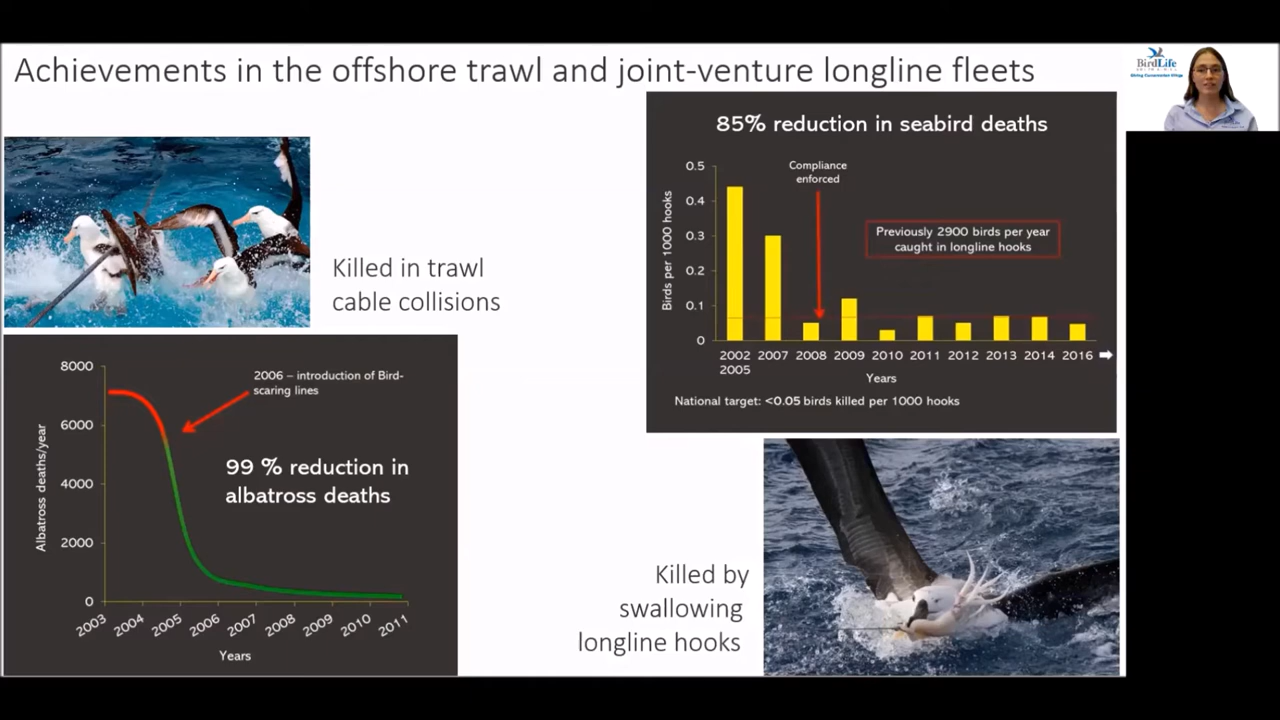 Achievements in the offshore trawl and joint-venture longline fleets
BirdLife
Giving Conservation Wings
Killed in trawl
cable collisions
85% reduction in seabird deaths
Birds per 1000 hooks
0.5
0.4
0.3
0.2
0.1
0
Compliance
enforced
Previously 2900 birds per year
caught in longline hooks
2002 2007 2008 2009 2010 2011 2012 2013 2014 2016
2005
Years
National target: <0.05 birds killed per 1000 hooks
Albatross deaths/year
8000
6000
4000
2000
0
2006 – introduction of Bird-
scaring lines
99 % reduction in
albatross deaths
2003 2004 2005 2006 2007 2008 2009 2010 2011
Years
Killed by
swallowing
longline hooks